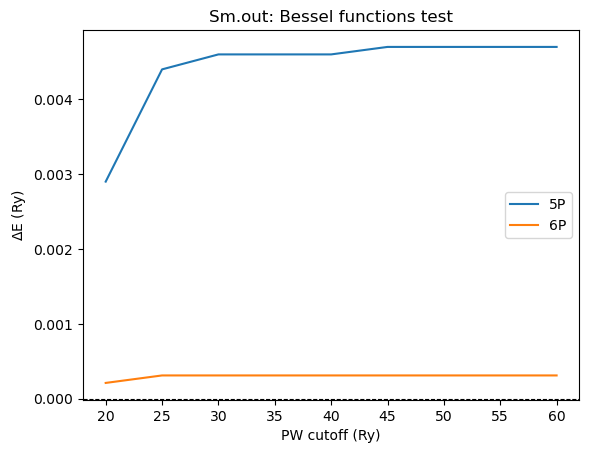 Sm.out: Bessel functions test
ΔE (Ry)
0.004
0.003
0.002
0.001
0.000
5P
6P
20 25 30 35 40 45 50 55 60
PW cutoff (Ry)